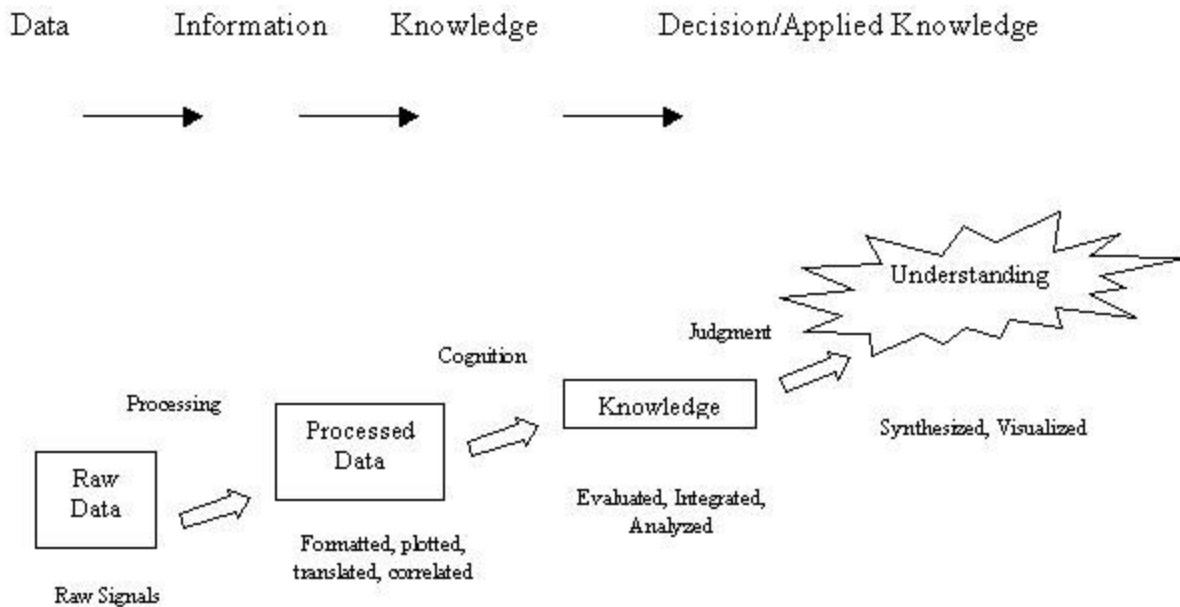 Data Information Knowledge Decision/Applied Knowledge
Understanding
Judgment
Cognition
Processing
Knowledge
Synthesized, Visualized
Processed
Data
Raw
Data
Evaluated, Integrated,
Analyzed
Formatted, plotted,
translated, correlated
Raw Signals